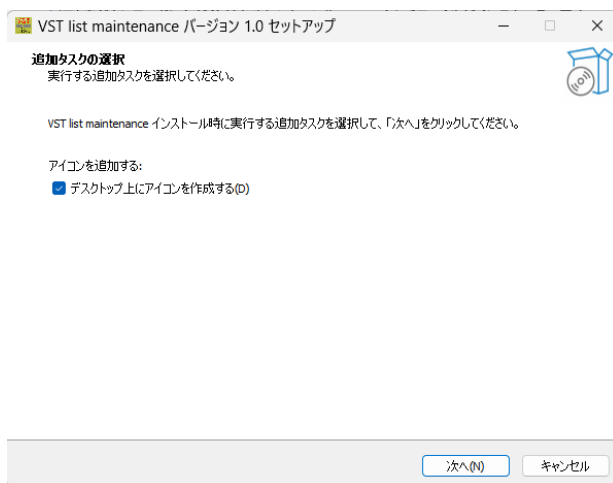 VST list maintenance バージョン 1.0 セットアップ
追加タスクの選択
実行する追加タスクを選択してください。
VST list maintenance インストール時に実行する追加タスクを選択して、「次へ」をクリックしてください。
アイコンを追加する:
デスクトップ上にアイコンを作成する(D)
次へ(N)
キャンセル